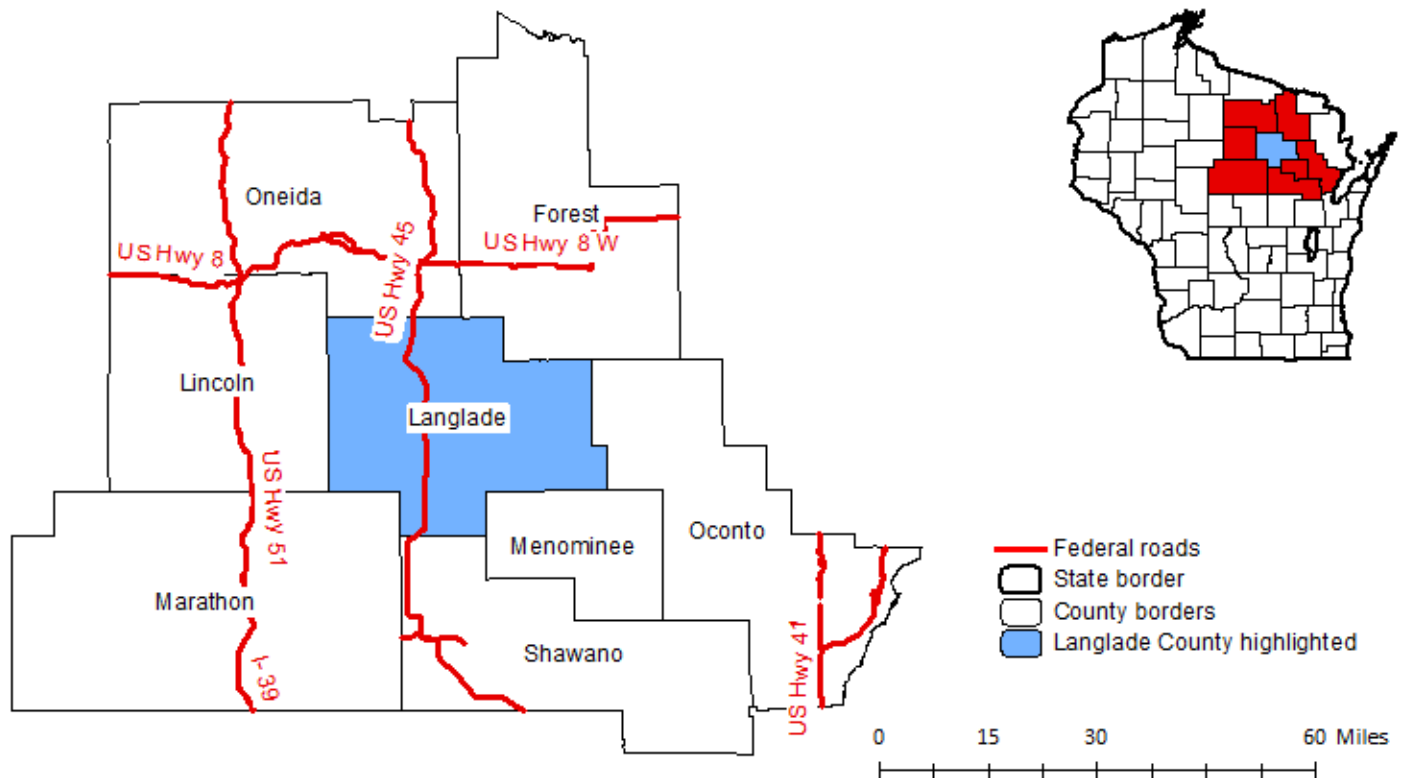 Oneida
Forest
US Hwy 8
US Hwy 45
US Hwy 8 W
Lincoln
Langlade
US Hwy 51
Menominee
Oconto
Marathon
Shawano
I-39
US Hwy 41
Federal roads
State border
County borders
Langlade County highlighted
0 15 30 60 Miles